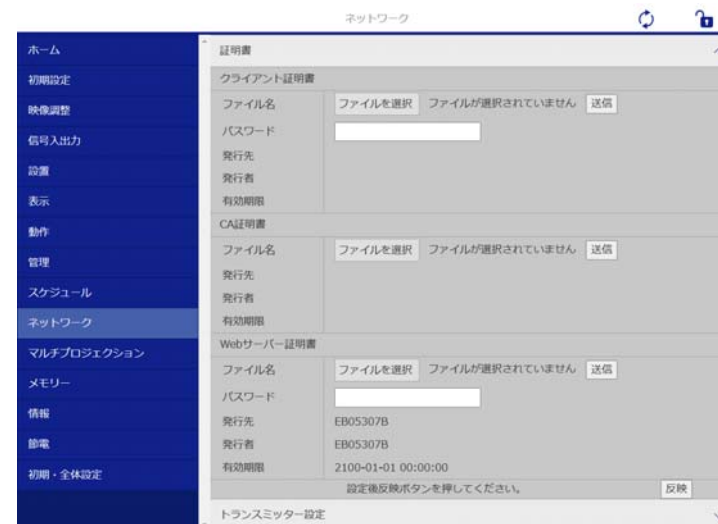 ネットワーク
ホーム
初期設定
映像調整
信号入出力
設置
表示
動作
管理
スケジュール
ネットワーク
マルチプロジェクション
メモリー
情報
節電
初期・全体設定
証明書
クライアント証明書
ファイル名 ファイルを選択 ファイルが選択されていません 送信
パスワード
発行先
発行者
有効期限
CA証明書
ファイル名 ファイルを選択 ファイルが選択されていません 送信
発行先
発行者
有効期限
Webサーバー証明書
ファイル名 ファイルを選択 ファイルが選択されていません 送信
パスワード
発行先 EB05307B
発行者 EB05307B
有効期限 2100-01-01 00:00:00
設定後反映ボタンを押してください。 反映
トランスミッター設定